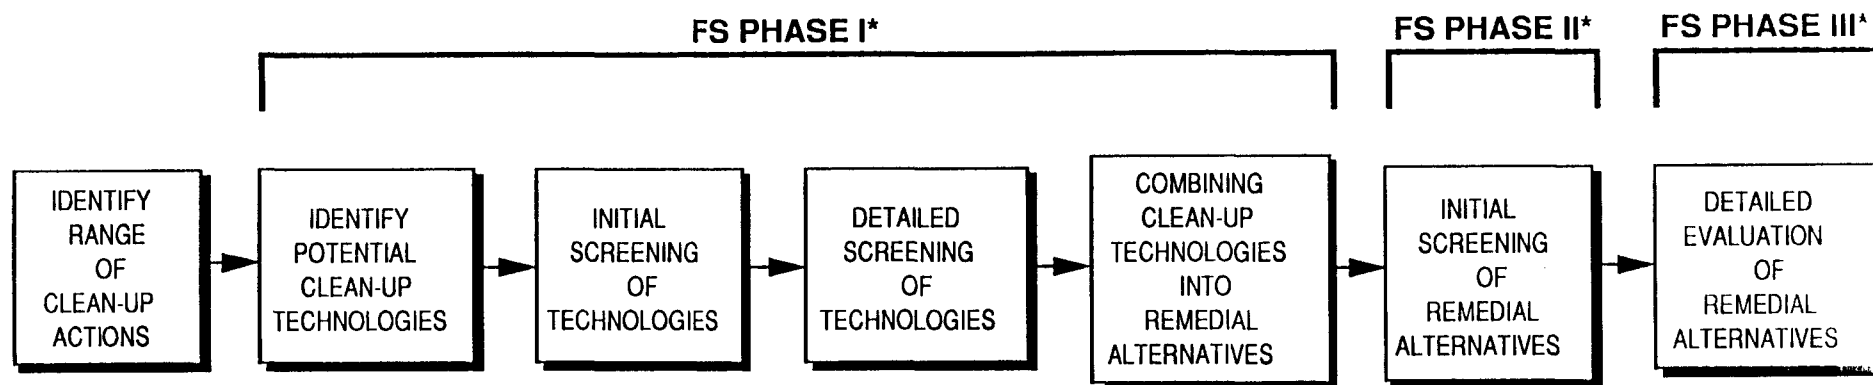 FS PHASE I*
FS PHASE II*
FS PHASE III*
IDENTIFY
RANGE
OF
CLEAN-UP
ACTIONS
IDENTIFY
POTENTIAL
CLEAN-UP
TECHNOLOGIES
INITIAL
SCREENING
OF
TECHNOLOGIES
DETAILED
SCREENING
OF
TECHNOLOGIES
COMBINING
CLEAN-UP
TECHNOLOGIES
INTO
REMEDIAL
ALTERNATIVES
INITIAL
SCREENING
OF
REMEDIAL
ALTERNATIVES
DETAILED
EVALUATION
OF
REMEDIAL
ALTERNATIVES